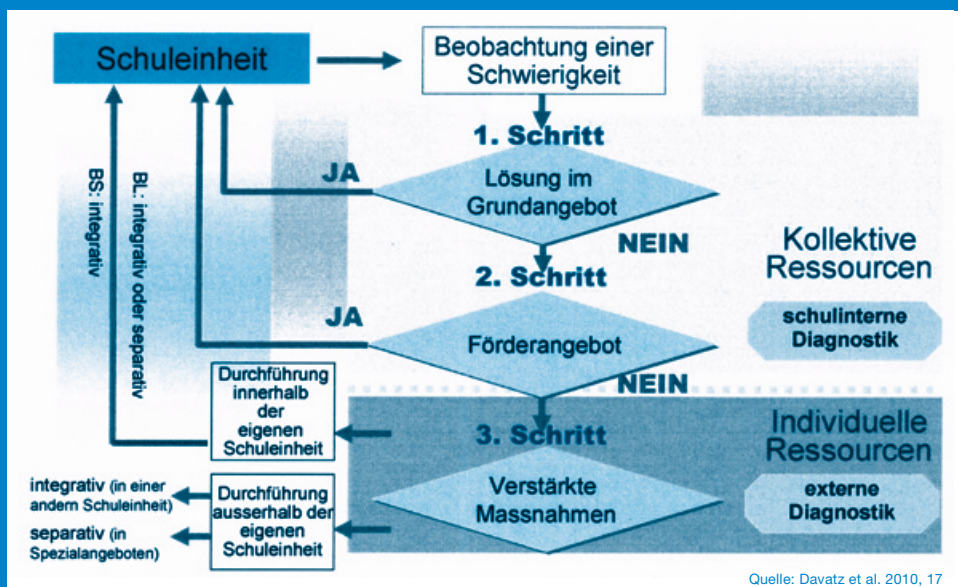 Schuleinheit
Beobachtung einer
Schwierigkeit
1. Schritt
JA
Lösung im
Grundangebot
NEIN
BS: integrativ
BL: integrativ oder separativ
2. Schritt
Kollektive
Ressourcen
JA
Förderangebot
schulinterne
Diagnostik
NEIN
Durchführung
innerhalb
der
eigenen
Schuleinheit
3. Schritt
Individuelle
Ressourcen
integrativ (in einer
andern Schuleinheit)
separativ (in
Spezialangeboten)
Durchführung
ausserhalb der
eigenen
Schuleinheit
Verstärkte
Massnahmen
externe
Diagnostik
Quelle: Davatz et al. 2010, 17